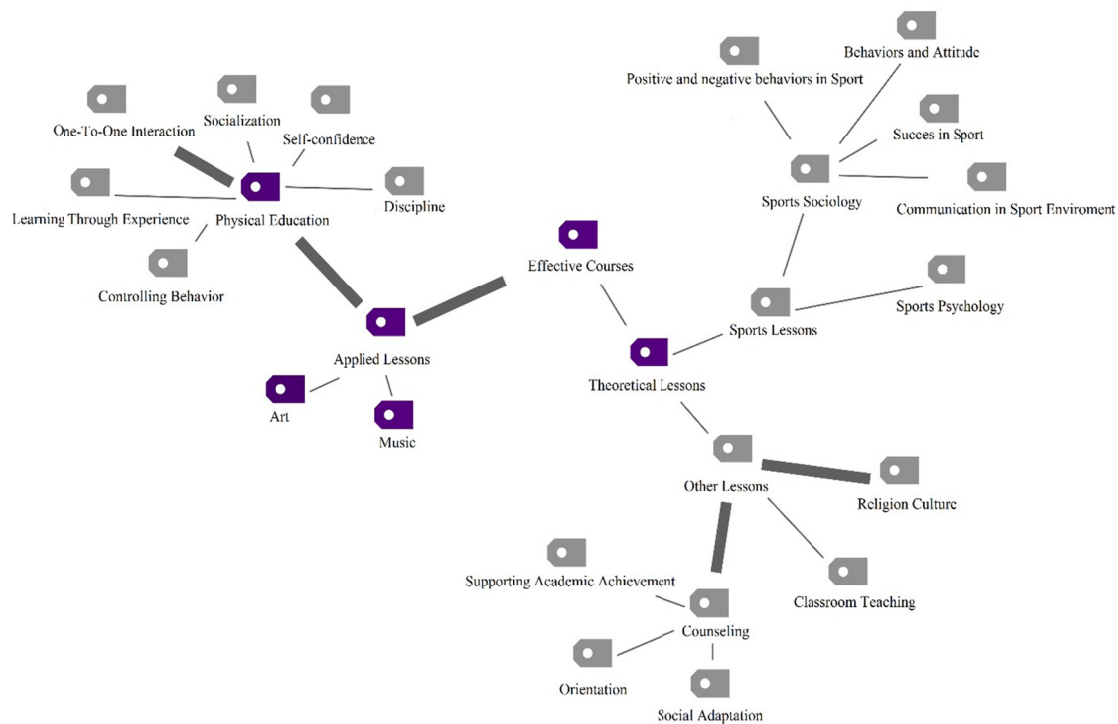 Behaviors and Attitude
Positive and negative behaviors in Sport
One-To-One Interaction
Socialization
Self-confidence
Succes in Sport
Learning Through Experience
Physical Education
Discipline
Sports Sociology
Communication in Sport Enviroment
Controlling Behavior
Effective Courses
Sports Psychology
Sports Lessons
Applied Lessons
Theoretical Lessons
Art
Music
Other Lessons
Religion Culture
Supporting Academic Achievement
Classroom Teaching
Counseling
Orientation
Social Adaptation